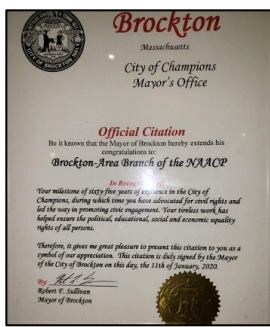 Brockton
Massachusetts
City of Champions
Mayor's Office
Official Citation
Be it known that the Mayor of Brockton hereby extends his
congratulations to:
Brockton-Area Branch of the NAACP
In Recognition
Your milestone of sixty-five years of existence in the City of
Champions, during which time you have advocated for civil rights and
led the way in promoting civic engagement. Your tireless work has
helped ensure the political, educational, social and economic equality
rights of all persons.
Therefore, it gives me great pleasure to present this citation to you as a
symbol of our appreciation. This citation is duly signed by the Mayor
of the City of Brockton on this day, the 11th of January, 2020.
By
Robert F. Sullivan
Mayor of Brockton